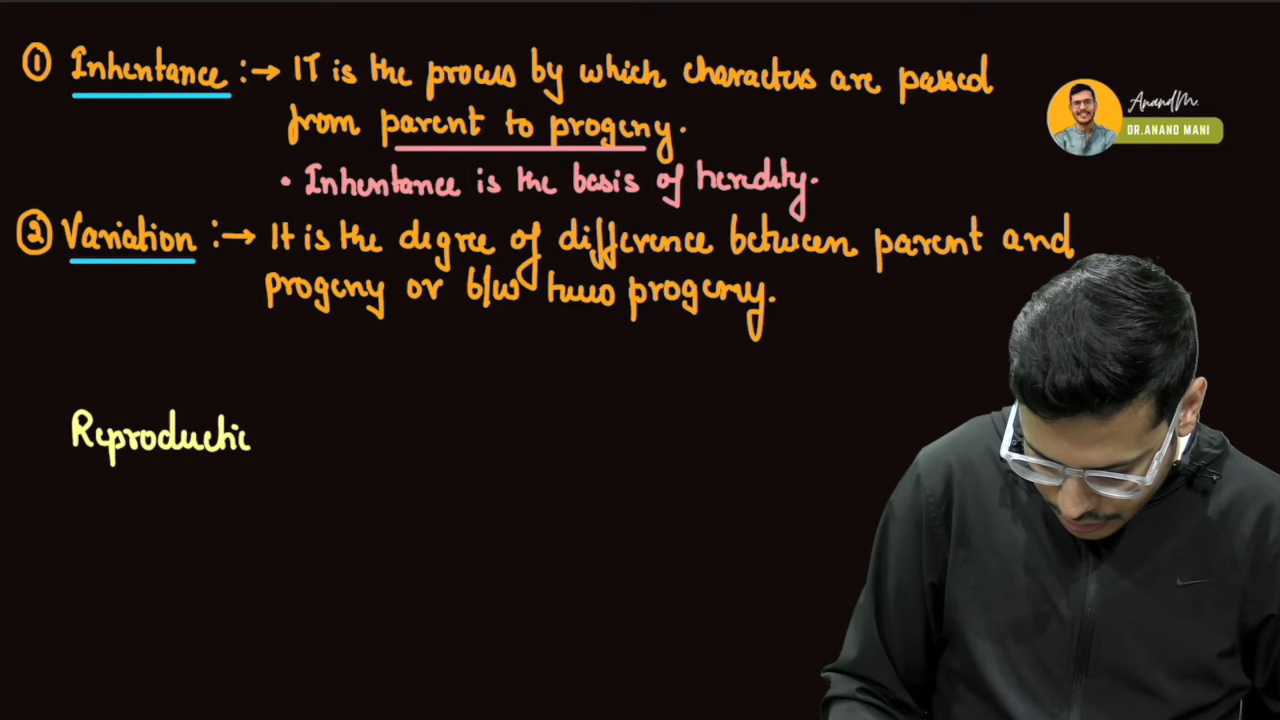 ① Inheritance :→ IT is the process by which characters are passed
from parent to progeny.
• Inheritance is the basis of heredity.
② Variation :→ It is the degree of difference between parent and
progeny or b/w two progeny.
Reproductio
AnandM.
DR.ANAND MANI